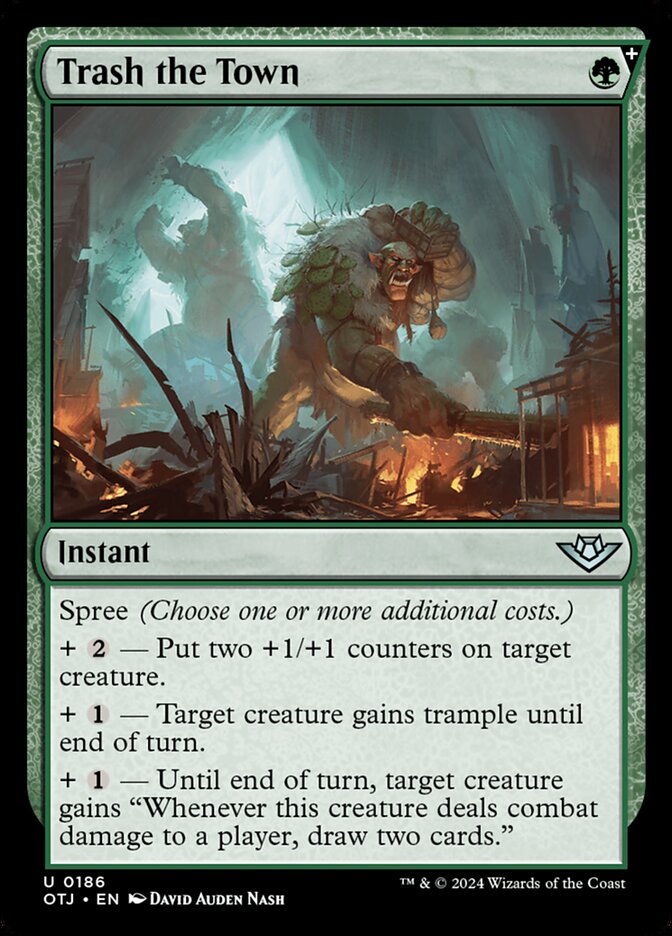 Trash the Town
Instant
Spree (Choose one or more additional costs.)
+ 2 — Put two +1/+1 counters on target
creature.
+ 1 — Target creature gains trample until
end of turn.
+ 1 — Until end of turn, target creature
gains “Whenever this creature deals combat
damage to a player, draw two cards.”
U 0186
OTJ • EN David Auden Nash
™ & © 2024 Wizards of the Coast